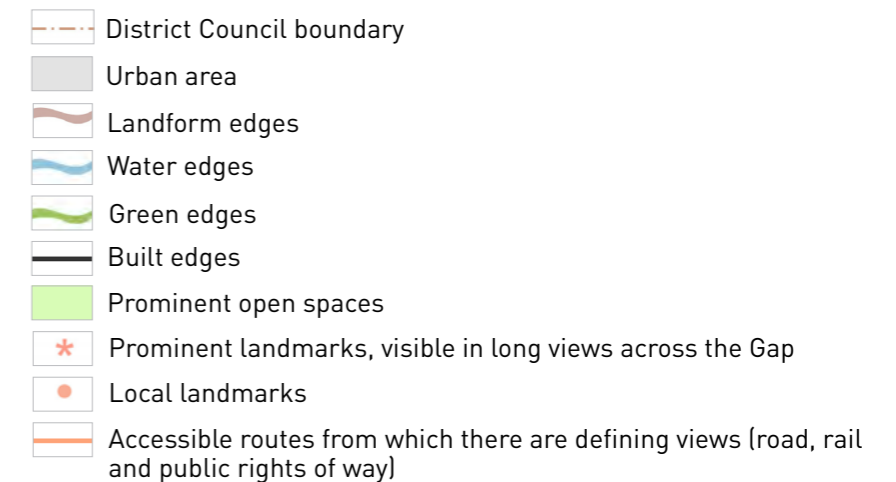 District Council boundary
Urban area
Landform edges
Water edges
Green edges
Built edges
Prominent open spaces
Prominent landmarks, visible in long views across the Gap
Local landmarks
Accessible routes from which there are defining views (road, rail
and public rights of way)